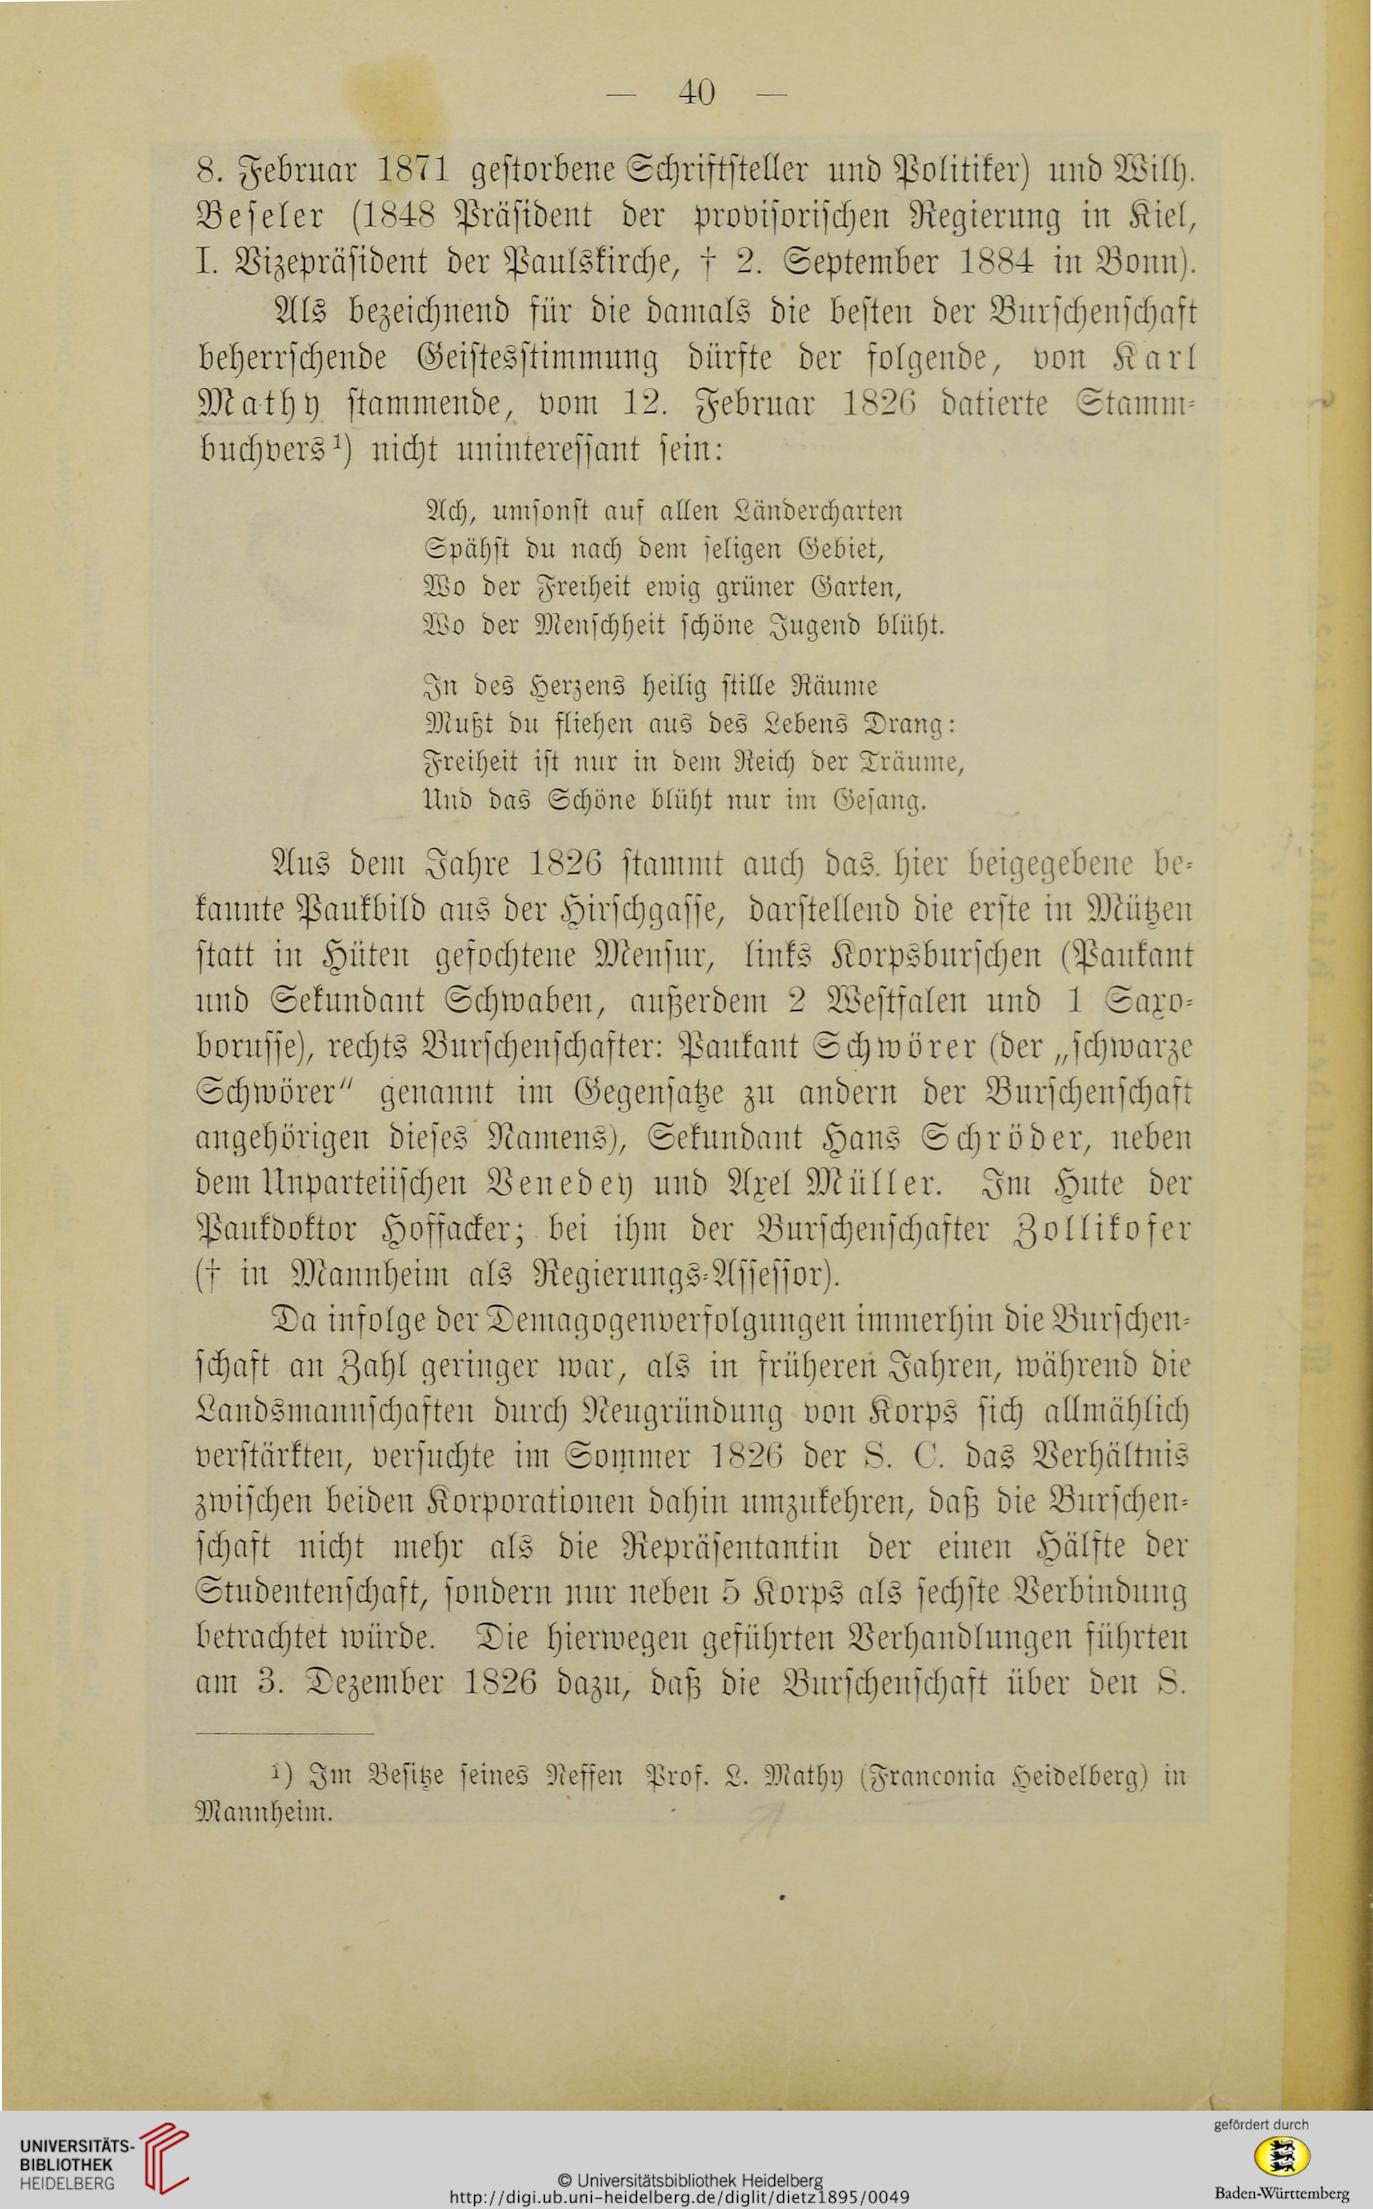 — 40 —
8. Februar 1871 gestorbene Schriftsteller und Politiker) und Wilh.
Beseler (1848 Präsident der provisorischen Regierung in Kiel,
I. Vizepräsident der Paulskirche, † 2. September 1884 in Bonn).
Als bezeichnend für die damals die besten der Burschenschaft
beherrschende Geistesstimmung dürfte der folgende, von Karl
Mathy stammende, vom 12. Februar 1826 datierte Stamm-
buchvers¹) nicht uninteressant sein:
Ach, umsonst auf allen Ländercharten
Spähst du nach dem seligen Gebiet,
Wo der Freiheit ewig grüner Garten,
Wo der Menschheit schöne Jugend blüht.
In des Herzens heilig stille Räume
Mußt du fliehen aus des Lebens Drang:
Freiheit ist nur in dem Reich der Träume,
Und das Schöne blüht nur im Gesang.
Aus dem Jahre 1826 stammt auch das hier beigegebene be-
kannte Paukbild aus der Hirschgasse, darstellend die erste in Mützen
statt in Hüten gefochtene Mensur, links Korpsburschen (Paukant
und Sekundant Schwaben, außerdem 2 Westfalen und 1 Saxo-
borusse), rechts Burschenschafter: Paukant Schwörer (der „schwarze
Schwörer" genannt im Gegensatze zu andern der Burschenschaft
angehörigen dieses Namens), Sekundant Hans Schröder, neben
dem Unparteiischen Venedey und Axel Müller. Im Hute der
Paukdoktor Hoffacker; bei ihm der Burschenschafter Zollikofer
(† in Mannheim als Regierungs-Assessor).
Da infolge der Demagogenverfolgungen immerhin die Burschen-
schaft an Zahl geringer war, als in früheren Jahren, während die
Landsmannschaften durch Neugründung von Korps sich allmählich
verstärkten, versuchte im Sommer 1826 der S. C. das Verhältnis
zwischen beiden Korporationen dahin umzukehren, daß die Burschen-
schaft nicht mehr als die Repräsentantin der einen Hälfte der
Studentenschaft, sondern nur neben 5 Korps als sechste Verbindung
betrachtet würde. Die hierwegen geführten Verhandlungen führten
am 3. Dezember 1826 dazu, daß die Burschenschaft über den S.
¹) Im Besitze seines Neffen Prof. L. Mathy (Franconia Heidelberg) in
Mannheim.
UNIVERSITÄTS-
BIBLIOTHEK
HEIDELBERG
© Universitätsbibliothek Heidelberg
http://digi.ub.uni-heidelberg.de/diglit/dietz1895/0049
gefördert durch
Baden-Württemberg